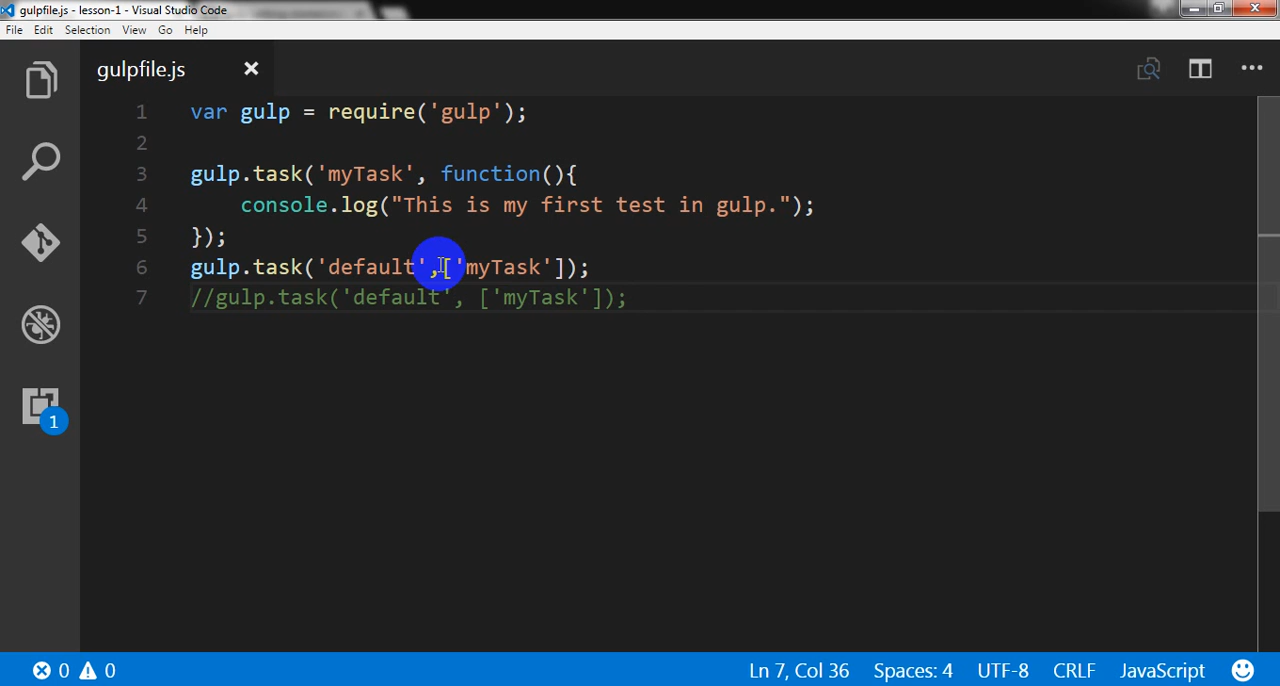 gulpfile.js - lesson-1 - Visual Studio Code
File Edit Selection View Go Help
gulpfile.js
1 var gulp = require('gulp');
2
3 gulp.task('myTask', function(){
4 console.log("This is my first test in gulp.");
5 });
6 gulp.task('default',['myTask']);
7 //gulp.task('default', ['myTask']);
1
0 0 Ln 7, Col 36 Spaces: 4 UTF-8 CRLF JavaScript